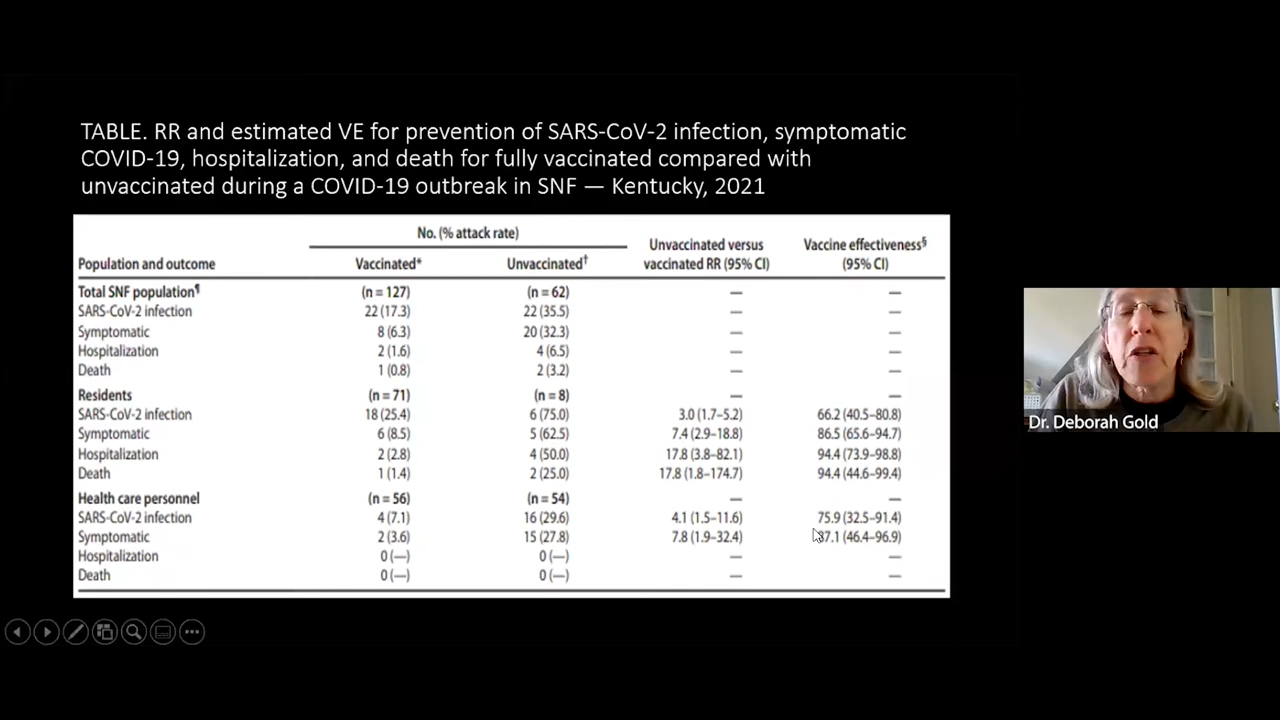 TABLE. RR and estimated VE for prevention of SARS-CoV-2 infection, symptomatic
COVID-19, hospitalization, and death for fully vaccinated compared with
unvaccinated during a COVID-19 outbreak in SNF — Kentucky, 2021
No. (% attack rate)
Population and outcome Vaccinated* Unvaccinated† Unvaccinated versus vaccinated RR (95% CI) Vaccine effectiveness§ (95% CI)
Total SNF population¶ (n = 127) (n = 62) — —
SARS-CoV-2 infection 22 (17.3) 22 (35.5) — —
Symptomatic 8 (6.3) 20 (32.3) — —
Hospitalization 2 (1.6) 4 (6.5) — —
Death 1 (0.8) 2 (3.2) — —
Residents (n = 71) (n = 8) — —
SARS-CoV-2 infection 18 (25.4) 6 (75.0) 3.0 (1.7–5.2) 66.2 (40.5–80.8)
Symptomatic 6 (8.5) 5 (62.5) 7.4 (2.9–18.8) 86.5 (65.6–94.7)
Hospitalization 2 (2.8) 4 (50.0) 17.8 (3.8–82.1) 94.4 (73.9–98.8)
Death 1 (1.4) 2 (25.0) 17.8 (1.8–174.7) 94.4 (44.6–99.4)
Health care personnel (n = 56) (n = 54) — —
SARS-CoV-2 infection 4 (7.1) 16 (29.6) 4.1 (1.5–11.6) 75.9 (32.5–91.4)
Symptomatic 2 (3.6) 15 (27.8) 7.8 (1.9–32.4) 87.1 (46.4–96.9)
Hospitalization 0 (—) 0 (—) — —
Death 0 (—) 0 (—) — —
Dr. Deborah Gold